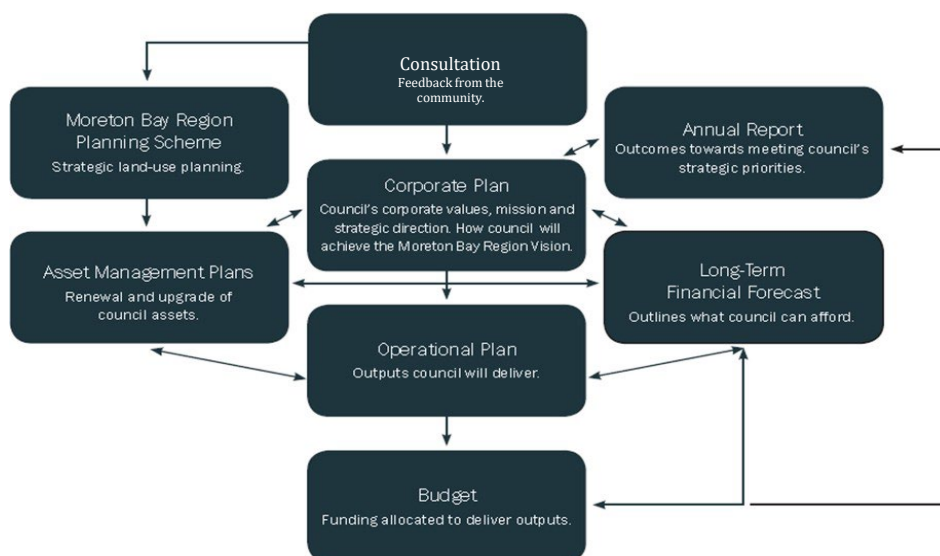 Consultation
Feedback from the
community.
Moreton Bay Region
Planning Scheme
Strategic land-use planning.
Annual Report
Outcomes towards meeting council's
strategic priorities.
Corporate Plan
Council's corporate values, mission and
strategic direction. How council will
achieve the Moreton Bay Region Vision.
Asset Management Plans
Renewal and upgrade of
council assets.
Long-Term
Financial Forecast
Outlines what council can afford.
Operational Plan
Outputs council will deliver.
Budget
Funding allocated to deliver outputs.